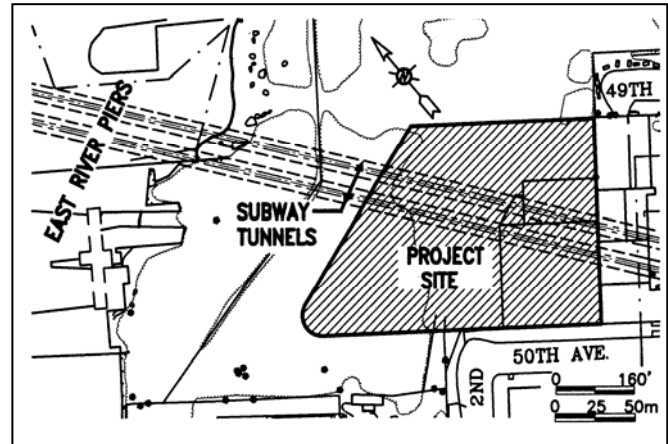 N
49TH
EAST RIVER PIERS
SUBWAY
TUNNELS
PROJECT
SITE
50TH AVE.
2ND
0 160'
0 25 50m